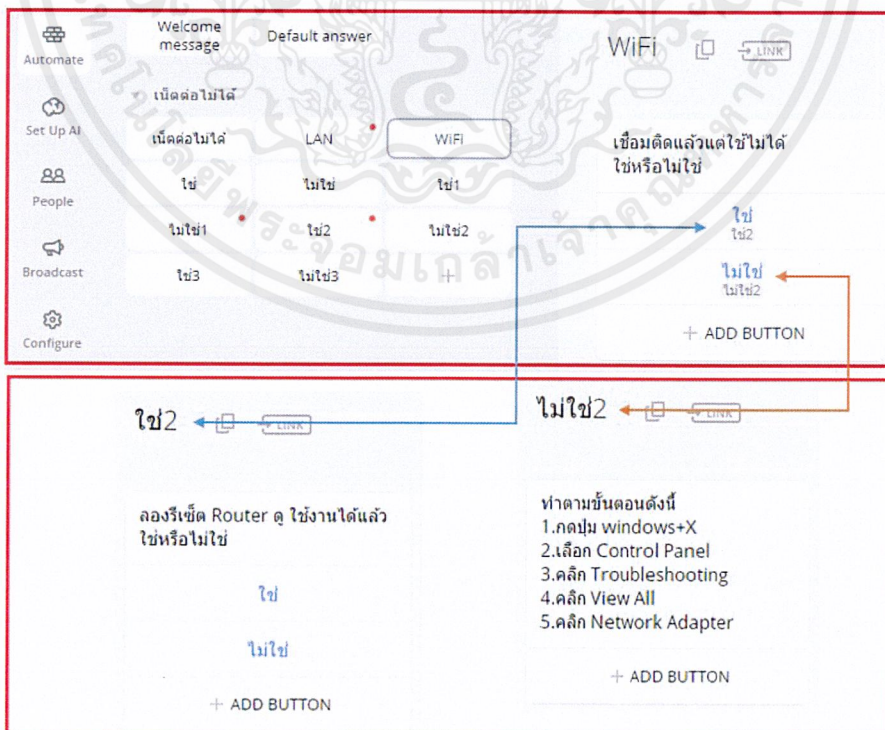 Automate
Set Up AI
People
Broadcast
Configure
Welcome
message
Default answer
เน็ตต่อไม่ได้
เน็ตต่อไม่ได้
LAN
WiFi
ใช่
ไม่ใช่
ใช่1
ไม่ใช่1
ใช่2
ไม่ใช่2
ใช่3
ไม่ใช่3
WiFi
LINK
เชื่อมติดแล้วแต่ใช้ไม่ได้
ใช่หรือไม่ใช่
ใช่
ใช่2
ไม่ใช่
ไม่ใช่2
+ ADD BUTTON
ใช่2
LINK
ลองรีเซ็ต Router ดู ใช้งานได้แล้ว
ใช่หรือไม่ใช่
ใช่
ไม่ใช่
+ ADD BUTTON
ไม่ใช่2
LINK
ทำตามขั้นตอนดังนี้
1.กดปุ่ม windows+X
2.เลือก Control Panel
3.คลิก Troubleshooting
4.คลิก View All
5.คลิก Network Adapter
+ ADD BUTTON